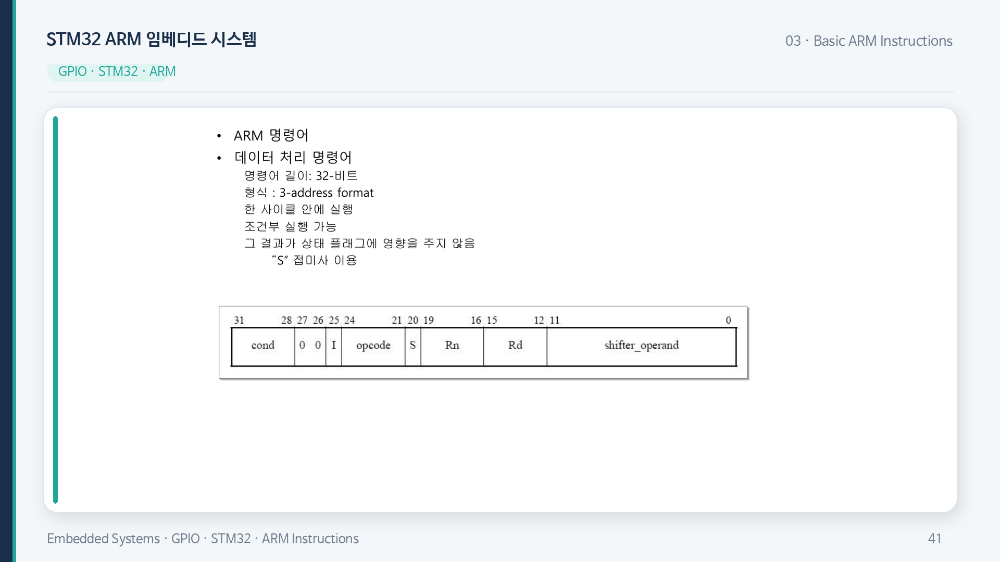 STM32 ARM 임베디드 시스템
03 · Basic ARM Instructions
GPIO · STM32 · ARM
• ARM 명령어
• 데이터 처리 명령어
명령어 길이: 32-비트
형식 : 3-address format
한 사이클 안에 실행
조건부 실행 가능
그 결과가 상태 플래그에 영향을 주지 않음
“S” 접미사 이용
31 28 27 26 25 24 21 20 19 16 15 12 11 0
cond 0 0 I opcode S Rn Rd shifter_operand
Embedded Systems · GPIO · STM32 · ARM Instructions
41